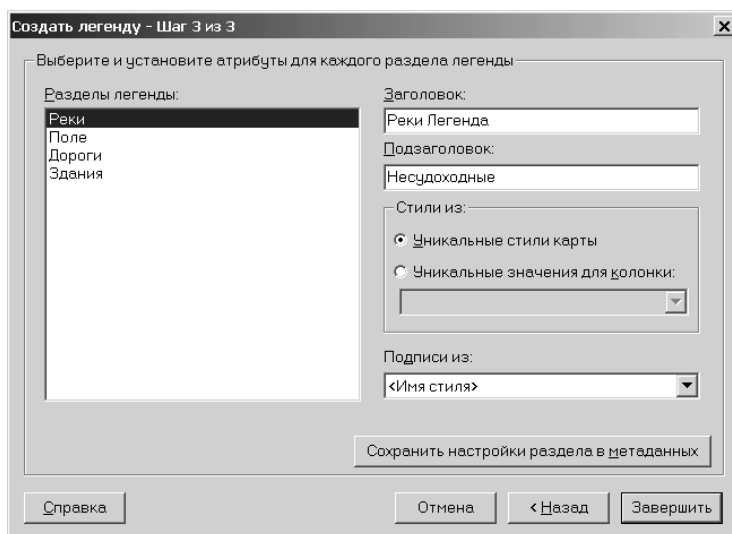 Создать легенду - Шаг 3 из 3
Выберите и установите атрибуты для каждого раздела легенды
Разделы легенды:
Реки
Поле
Дороги
Здания
Заголовок:
Реки Легенда
Подзаголовок:
Несудоходные
Стили из:
Уникальные стили карты
Уникальные значения для колонки:
Подписи из:
<Имя стиля>
Сохранить настройки раздела в метаданных
Справка
Отмена
< Назад
Завершить